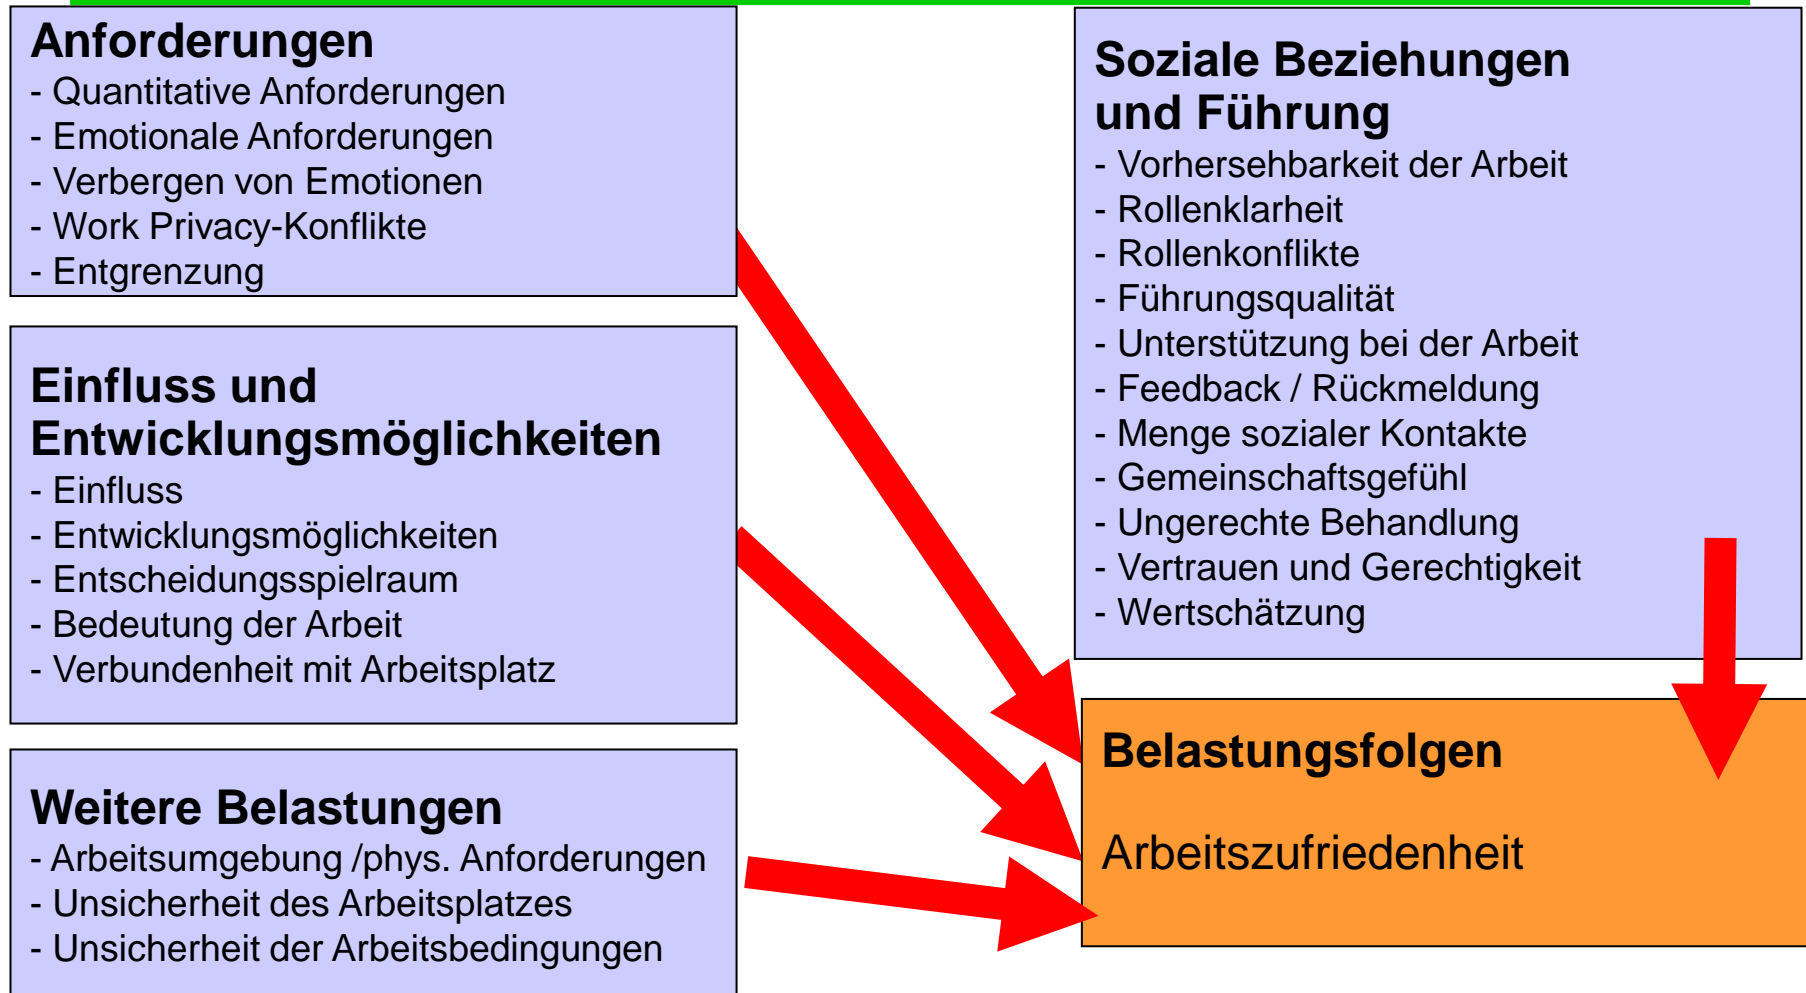 Anforderungen
- Quantitative Anforderungen
- Emotionale Anforderungen
- Verbergen von Emotionen
- Work Privacy-Konflikte
- Entgrenzung
Einfluss und
Entwicklungsmöglichkeiten
- Einfluss
- Entwicklungsmöglichkeiten
- Entscheidungsspielraum
- Bedeutung der Arbeit
- Verbundenheit mit Arbeitsplatz
Weitere Belastungen
- Arbeitsumgebung /phys. Anforderungen
- Unsicherheit des Arbeitsplatzes
- Unsicherheit der Arbeitsbedingungen
Soziale Beziehungen
und Führung
- Vorhersehbarkeit der Arbeit
- Rollenklarheit
- Rollenkonflikte
- Führungsqualität
- Unterstützung bei der Arbeit
- Feedback / Rückmeldung
- Menge sozialer Kontakte
- Gemeinschaftsgefühl
- Ungerechte Behandlung
- Vertrauen und Gerechtigkeit
- Wertschätzung
Belastungsfolgen
Arbeitszufriedenheit